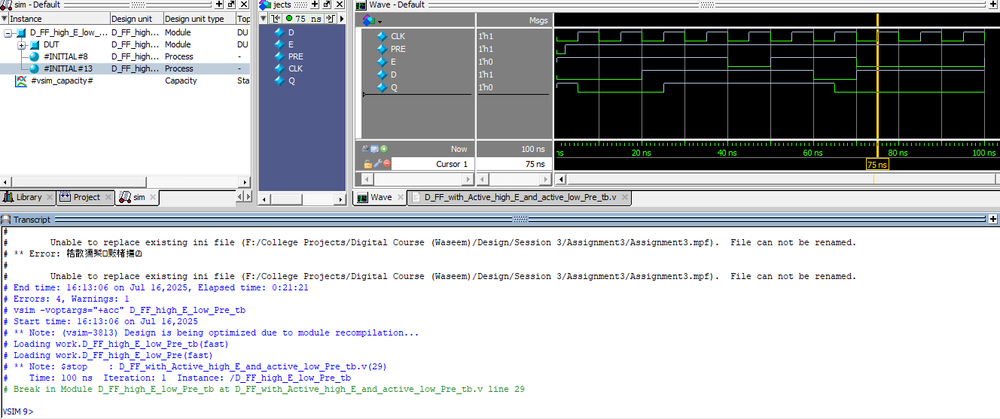 sim - Default
Instance Design unit Design unit type Top
D_FF_high_E_low_... D_FF_high... Module DU
DUT D_FF_high... Module DU
#INITIAL#8 D_FF_high... Process -
#INITIAL#13 D_FF_high... Process -
#vsim_capacity# Capacity Sta
Library Project sim
jects
75 ns
D
E
PRE
CLK
Q
Wave - Default
Msgs
CLK 1'h1
PRE 1'h1
E 1'h0
D 1'h1
Q 1'h0
Now 100 ns
Cursor 1 75 ns
ns 20 ns 40 ns 60 ns 80 ns 100 ns
75 ns
Wave D_FF_with_Active_high_E_and_active_low_Pre_tb.v
Transcript
#
# Unable to replace existing ini file (F:/College Projects/Digital Course (Waseem)/Design/Session 3/Assignment3/Assignment3.mpf). File can not be renamed.
# ** Error:
#
# Unable to replace existing ini file (F:/College Projects/Digital Course (Waseem)/Design/Session 3/Assignment3/Assignment3.mpf). File can not be renamed.
# End time: 16:13:06 on Jul 16,2025, Elapsed time: 0:21:21
# Errors: 4, Warnings: 1
# vsim -voptargs="+acc" D_FF_high_E_low_Pre_tb
# Start time: 16:13:06 on Jul 16,2025
# ** Note: (vsim-3813) Design is being optimized due to module recompilation...
# Loading work.D_FF_high_E_low_Pre_tb(fast)
# Loading work.D_FF_high_E_low_Pre(fast)
# ** Note: $stop : D_FF_with_Active_high_E_and_active_low_Pre_tb.v(29)
# Time: 100 ns Iteration: 1 Instance: /D_FF_high_E_low_Pre_tb
# Break in Module D_FF_high_E_low_Pre_tb at D_FF_with_Active_high_E_and_active_low_Pre_tb.v line 29
VSIM 9>